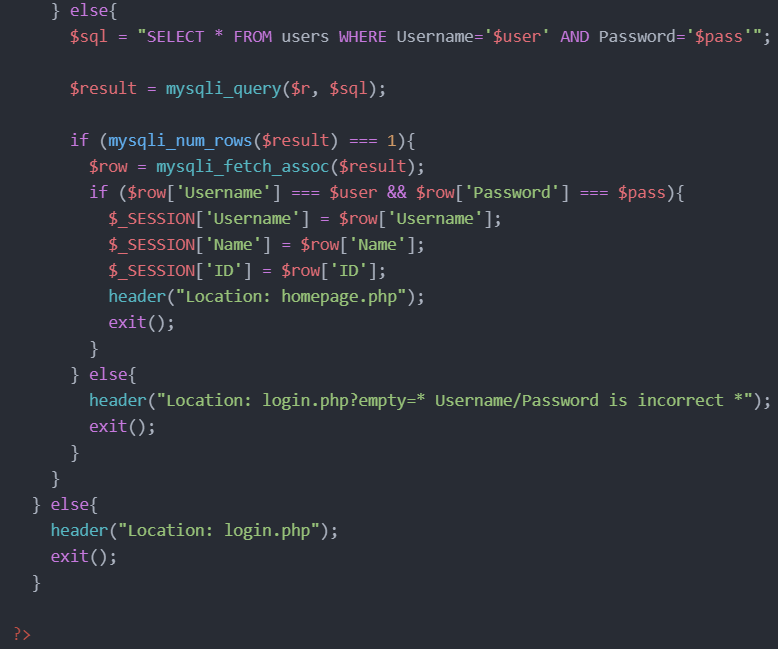 } else{
$sql = "SELECT * FROM users WHERE Username='$user' AND Password='$pass'";
$result = mysqli_query($r, $sql);
if (mysqli_num_rows($result) === 1){
$row = mysqli_fetch_assoc($result);
if ($row['Username'] === $user && $row['Password'] === $pass){
$_SESSION['Username'] = $row['Username'];
$_SESSION['Name'] = $row['Name'];
$_SESSION['ID'] = $row['ID'];
header("Location: homepage.php");
exit();
}
} else{
header("Location: login.php?empty=* Username/Password is incorrect *");
exit();
}
}
} else{
header("Location: login.php");
exit();
}
?>